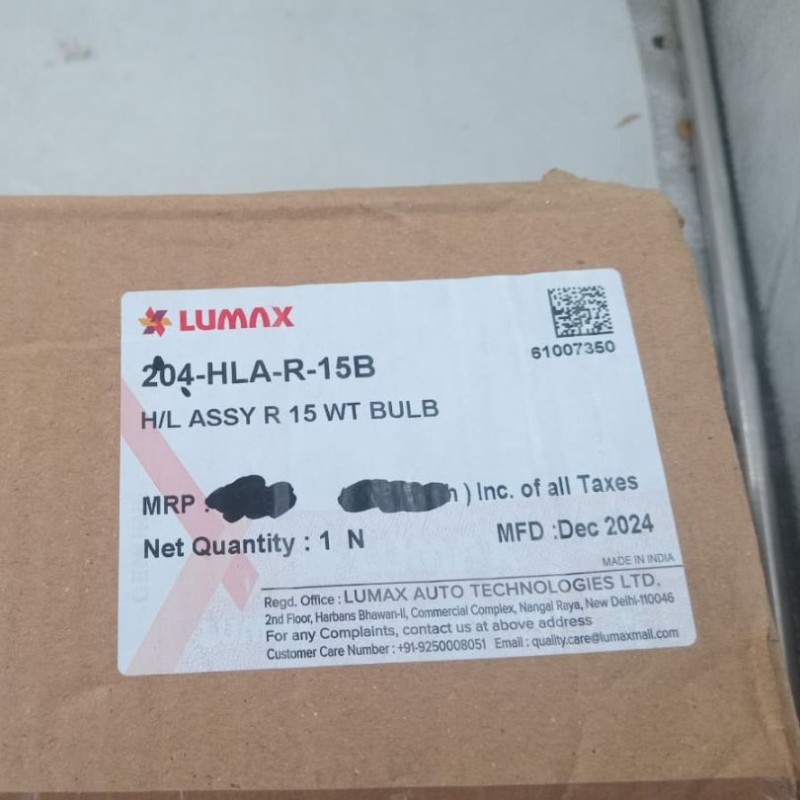 LUMAX
61007350
204-HLA-R-15B
H/L ASSY R 15 WT BULB
MRP : ) Inc. of all Taxes
Net Quantity : 1 N
MFD :Dec 2024
MADE IN INDIA
Regd. Office : LUMAX AUTO TECHNOLOGIES LTD.
2nd Floor, Harbans Bhawan-II, Commercial Complex, Nangal Raya, New Delhi-110046
For any Complaints, contact us at above address
Customer Care Number : +91-9250008051 Email : quality.care@lumaxmail.com